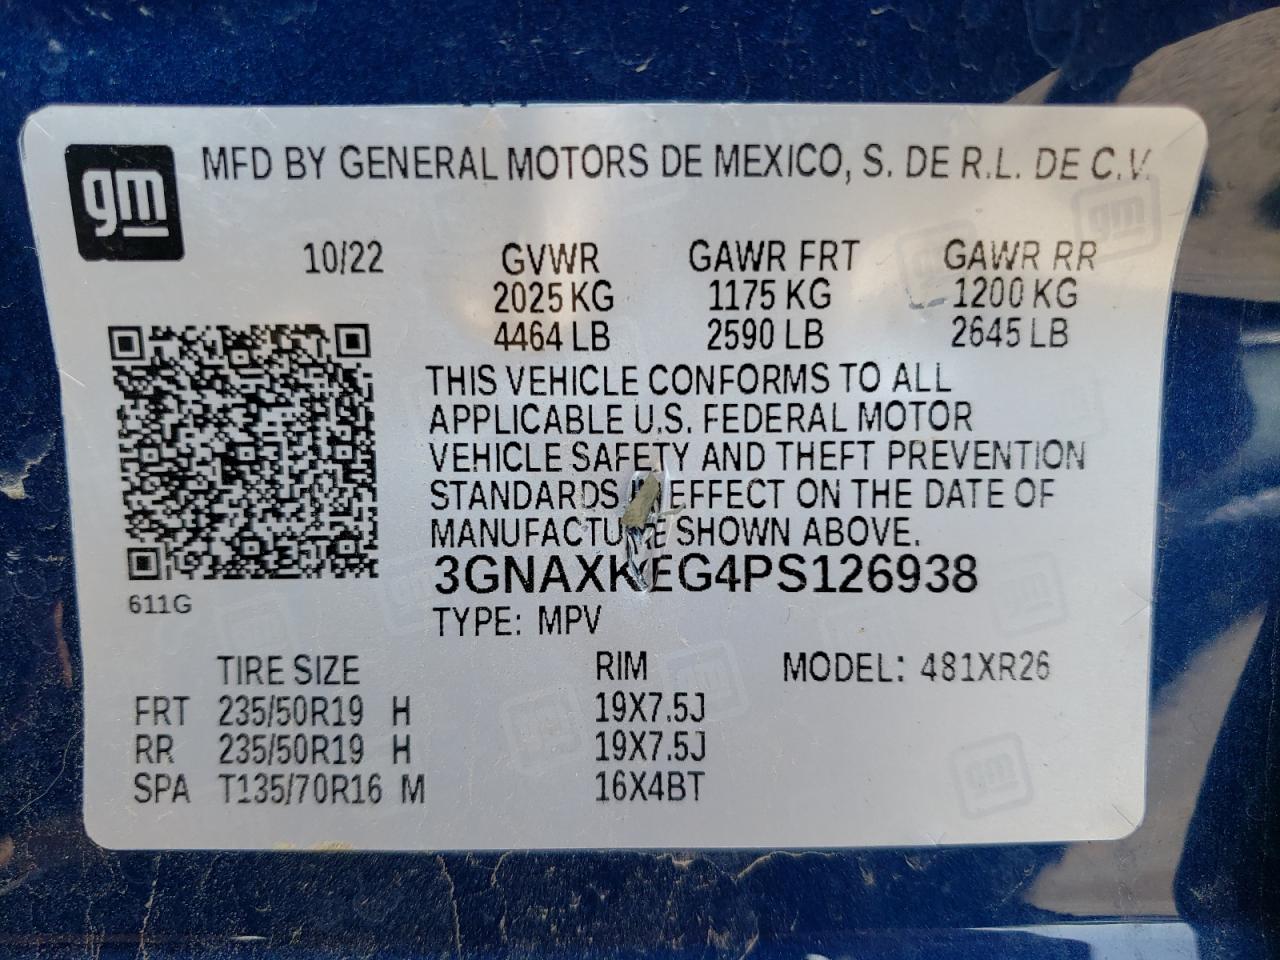 gm
MFD BY GENERAL MOTORS DE MEXICO, S. DE R.L. DE C.V.
10/22 GVWR GAWR FRT GAWR RR
2025 KG 1175 KG 1200 KG
4464 LB 2590 LB 2645 LB
THIS VEHICLE CONFORMS TO ALL
APPLICABLE U.S. FEDERAL MOTOR
VEHICLE SAFETY AND THEFT PREVENTION
STANDARDS IN EFFECT ON THE DATE OF
MANUFACTURE SHOWN ABOVE.
3GNAXKEG4PS126938
611G
TYPE: MPV
TIRE SIZE RIM MODEL: 481XR26
FRT 235/50R19 H 19X7.5J
RR 235/50R19 H 19X7.5J
SPA T135/70R16 M 16X4BT